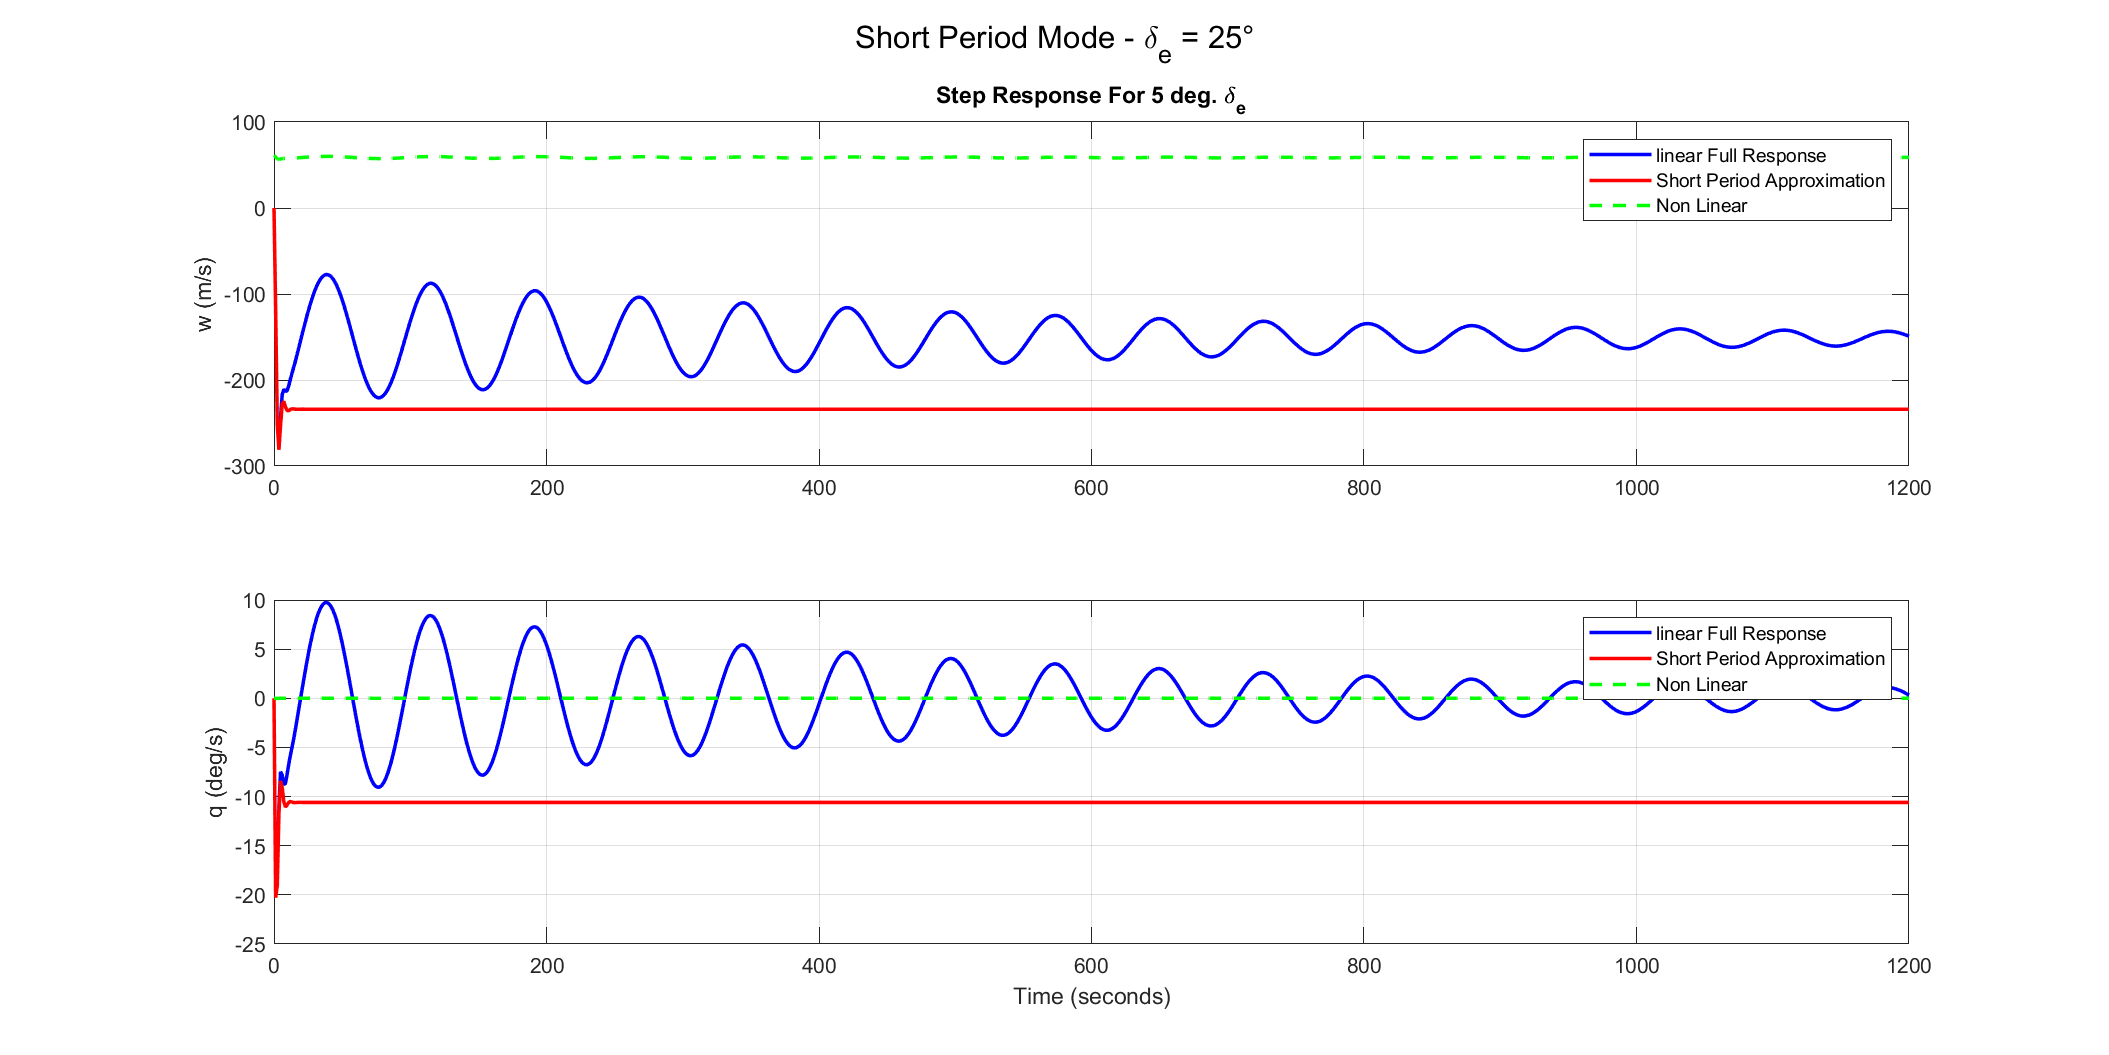 Short Period Mode - δe = 25°
Step Response For 5 deg. δe
100
0
-100
-200
-300
w (m/s)
0 200 400 600 800 1000 1200
linear Full Response
Short Period Approximation
Non Linear
10
5
0
-5
-10
-15
-20
-25
q (deg/s)
0 200 400 600 800 1000 1200
Time (seconds)
linear Full Response
Short Period Approximation
Non Linear